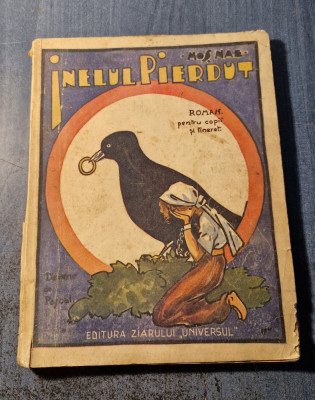 MOȘ NAE
INELUL PIERDUT
ROMAN
pentru copii
și tineret
EDITURA ZIARULUI „UNIVERSUL"